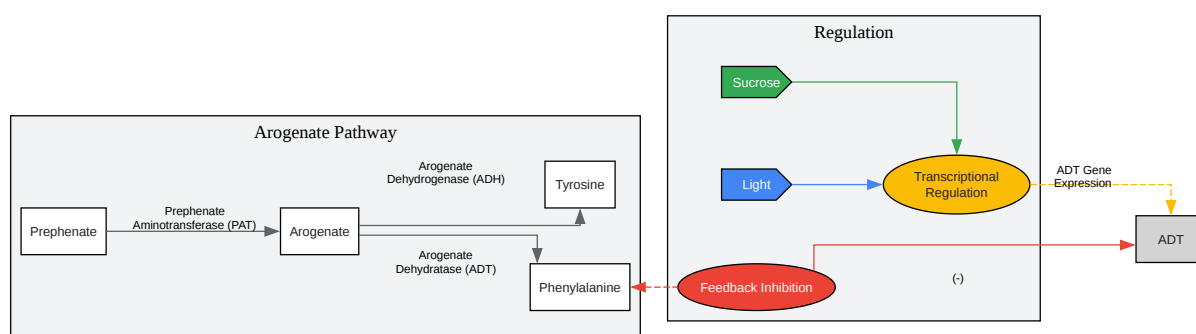 Regulation
Sucrose
Arogenate Pathway
Arogenate
Dehydrogenase (ADH)
Tyrosine
Light
Transcriptional
Regulation
ADT Gene
Expression
Prephenate
Prephenate
Aminotransferase (PAT)
Arogenate
Arogenate
Dehydratase (ADT)
Phenylalanine
Feedback Inhibition
(-)
ADT